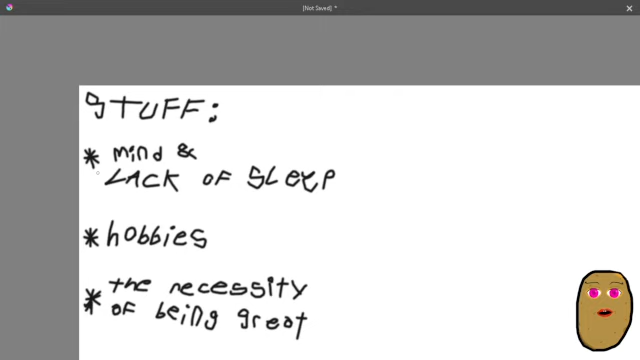 [Not Saved] *
STUFF:
* mind &
LACK OF SLEEP
* hobbies
* the necessity
OF being great